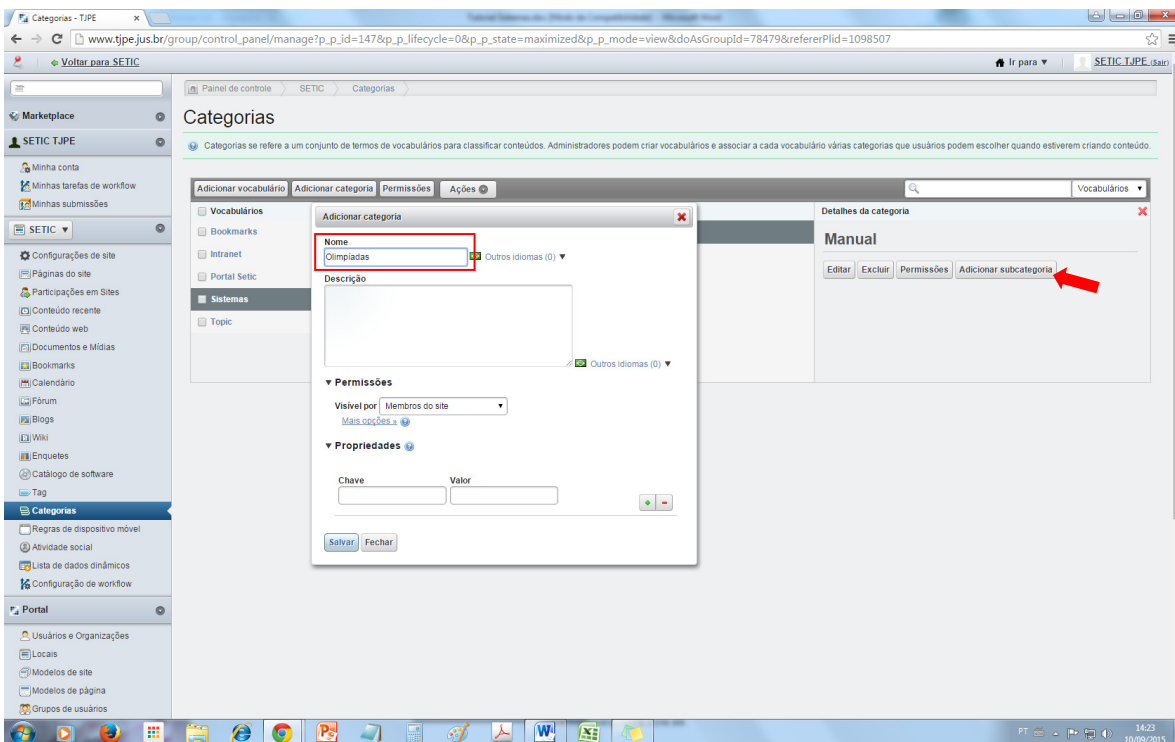 Categorias - TJPE
Tutorial Sistemas.doc [Modo de Compatibilidade] - Microsoft Word
www.tjpe.jus.br/group/control_panel/manage?p_p_id=147&p_p_lifecycle=0&p_p_state=maximized&p_p_mode=view&doAsGroupId=78479&refererPlid=1098507
Voltar para SETIC
Ir para ▼
SETIC TJPE (Sair)
Painel de controle
SETIC
Categorias
Marketplace
SETIC TJPE
Minha conta
Minhas tarefas de workflow
Minhas submissões
SETIC ▼
Configurações de site
Páginas do site
Participações em Sites
Conteúdo recente
Conteúdo web
Documentos e Mídias
Bookmarks
Calendário
Fórum
Blogs
Wiki
Enquetes
Catálogo de software
Tag
Categorias
Regras de dispositivo móvel
Atividade social
Lista de dados dinâmicos
Configuração de workflow
Portal
Usuários e Organizações
Locais
Modelos de site
Modelos de página
Grupos de usuários
Categorias
Categorias se refere a um conjunto de termos de vocabulários para classificar conteúdos. Administradores podem criar vocabulários e associar a cada vocabulário várias categorias que usuários podem escolher quando estiverem criando conteúdo.
Adicionar vocabulário Adicionar categoria Permissões Ações
Vocabulários ▼
Vocabulários
Bookmarks
Intranet
Portal Setic
Sistemas
Topic
Adicionar categoria
Nome
Olimpíadas
Outros idiomas (0) ▼
Descrição
Outros idiomas (0) ▼
▼ Permissões
Visível por Membros do site ▼
Mais opções »
▼ Propriedades
Chave Valor
Salvar Fechar
Detalhes da categoria
Manual
Editar Excluir Permissões Adicionar subcategoria
PT
14:23
10/09/2015